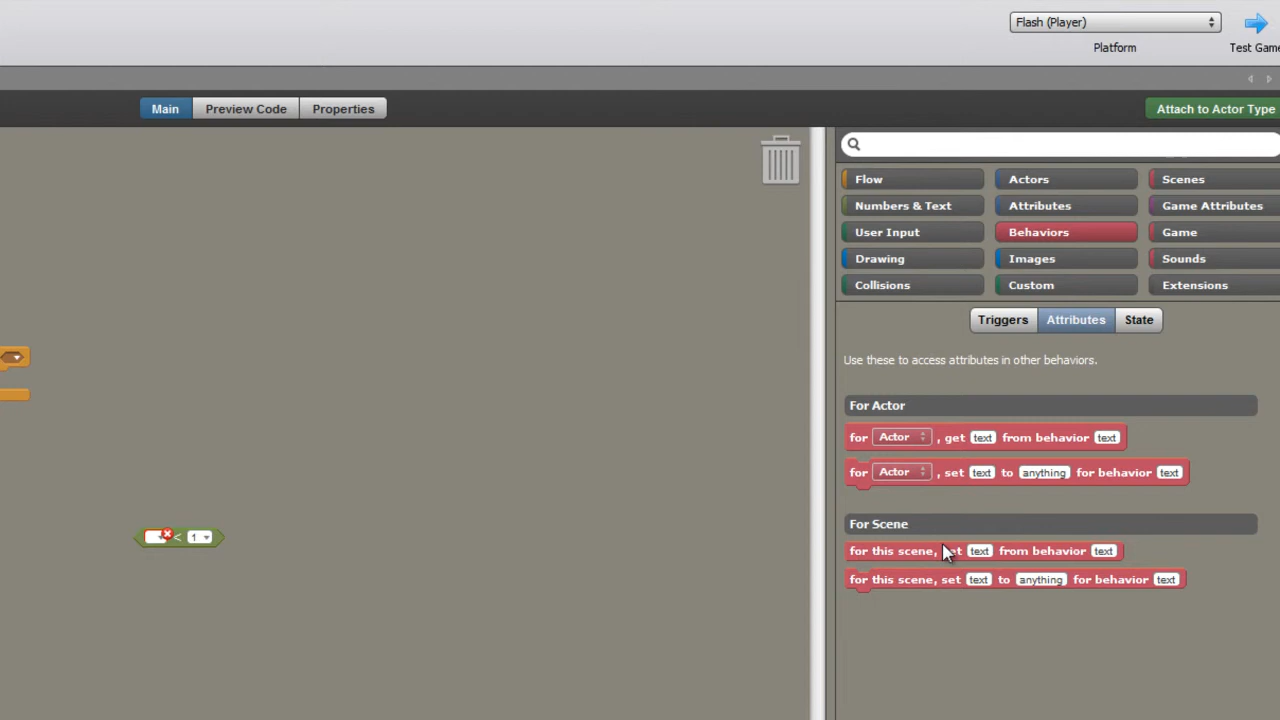 Flash (Player)
Platform
Test Game
Main
Preview Code
Properties
Attach to Actor Type
Flow
Actors
Scenes
Numbers & Text
Attributes
Game Attributes
User Input
Behaviors
Game
Drawing
Images
Sounds
Collisions
Custom
Extensions
Triggers
Attributes
State
Use these to access attributes in other behaviors.
For Actor
for Actor , get text from behavior text
for Actor , set text to anything for behavior text
For Scene
for this scene, text from behavior text
for this scene, set text to anything for behavior text
< 1